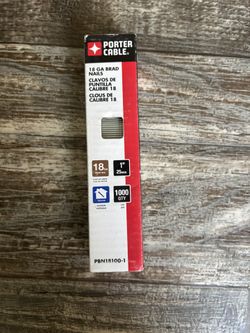 PORTER
CABLE
18 GA BRAD
NAILS
CLAVOS DE
PUNTILLA
CALIBRE 18
CLOUS DE
CALIBRE 18
18
1"
25mm
1000
QTY
PBN18100-1